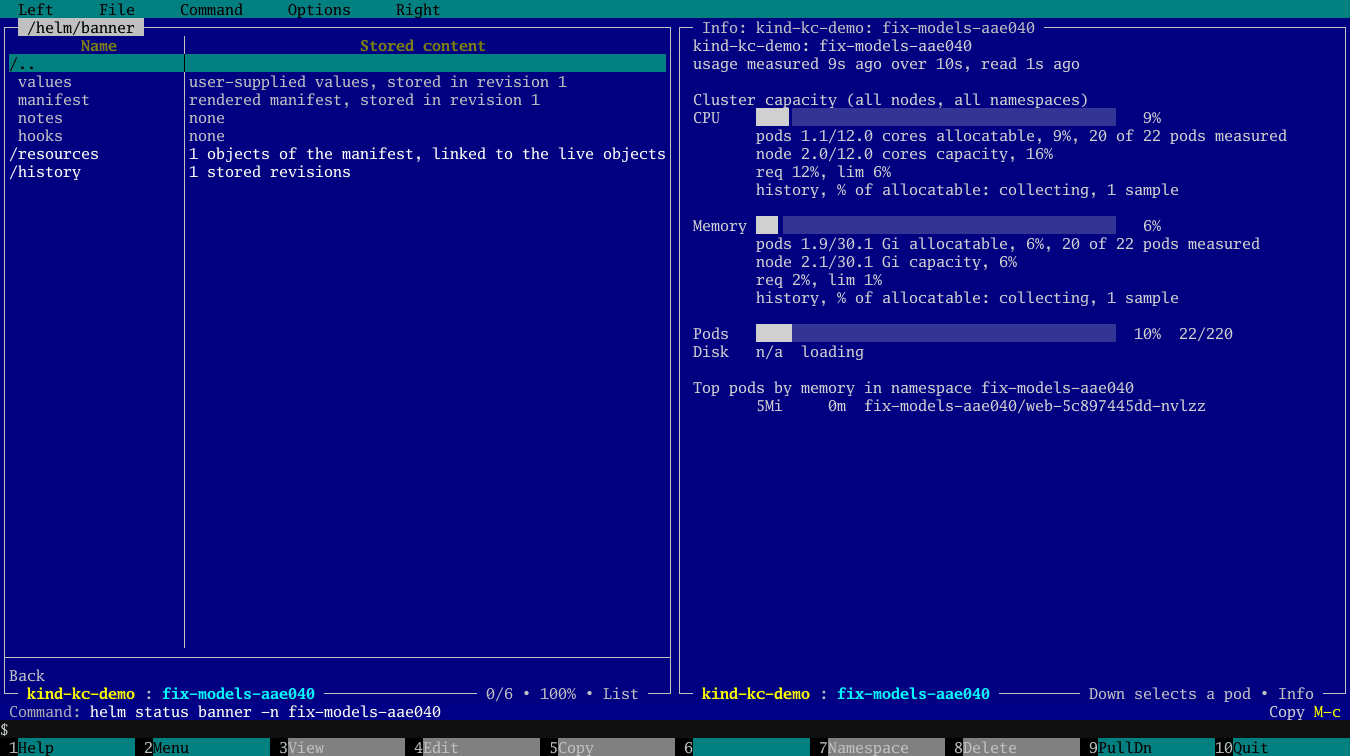 Left File Command Options Right
/helm/banner
Name Stored content
/..
values user-supplied values, stored in revision 1
manifest rendered manifest, stored in revision 1
notes none
hooks none
/resources 1 objects of the manifest, linked to the live objects
/history 1 stored revisions
Back
kind-kc-demo : fix-models-aae040 0/6 • 100% • List
Info: kind-kc-demo: fix-models-aae040
kind-kc-demo: fix-models-aae040
usage measured 9s ago over 10s, read 1s ago
Cluster capacity (all nodes, all namespaces)
CPU 9%
pods 1.1/12.0 cores allocatable, 9%, 20 of 22 pods measured
node 2.0/12.0 cores capacity, 16%
req 12%, lim 6%
history, % of allocatable: collecting, 1 sample
Memory 6%
pods 1.9/30.1 Gi allocatable, 6%, 20 of 22 pods measured
node 2.1/30.1 Gi capacity, 6%
req 2%, lim 1%
history, % of allocatable: collecting, 1 sample
Pods 10% 22/220
Disk n/a loading
Top pods by memory in namespace fix-models-aae040
5Mi 0m fix-models-aae040/web-5c897445dd-nvlzz
kind-kc-demo : fix-models-aae040 Down selects a pod • Info
Command: helm status banner -n fix-models-aae040 Copy M-c
$
1Help 2Menu 3View 4Edit 5Copy 6 7Namespace 8Delete 9PullDn 10Quit